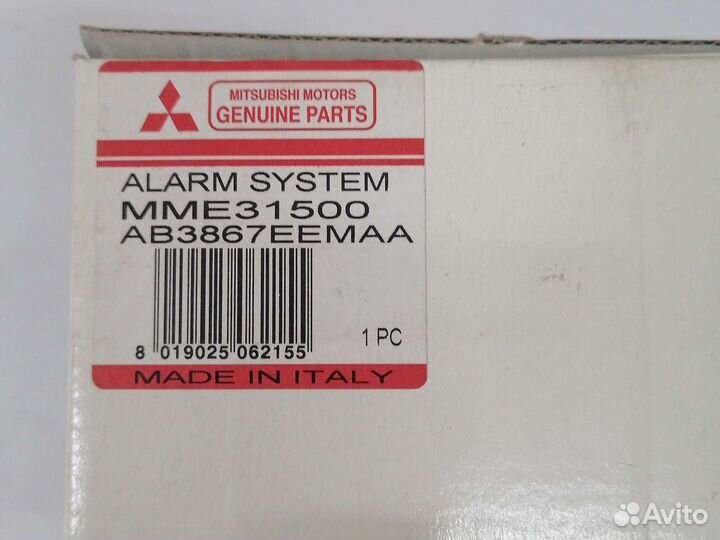 MITSUBISHI MOTORS
GENUINE PARTS
ALARM SYSTEM
MME31500
AB3867EEMAA
8 019025 062155
1 PC
MADE IN ITALY
Avito